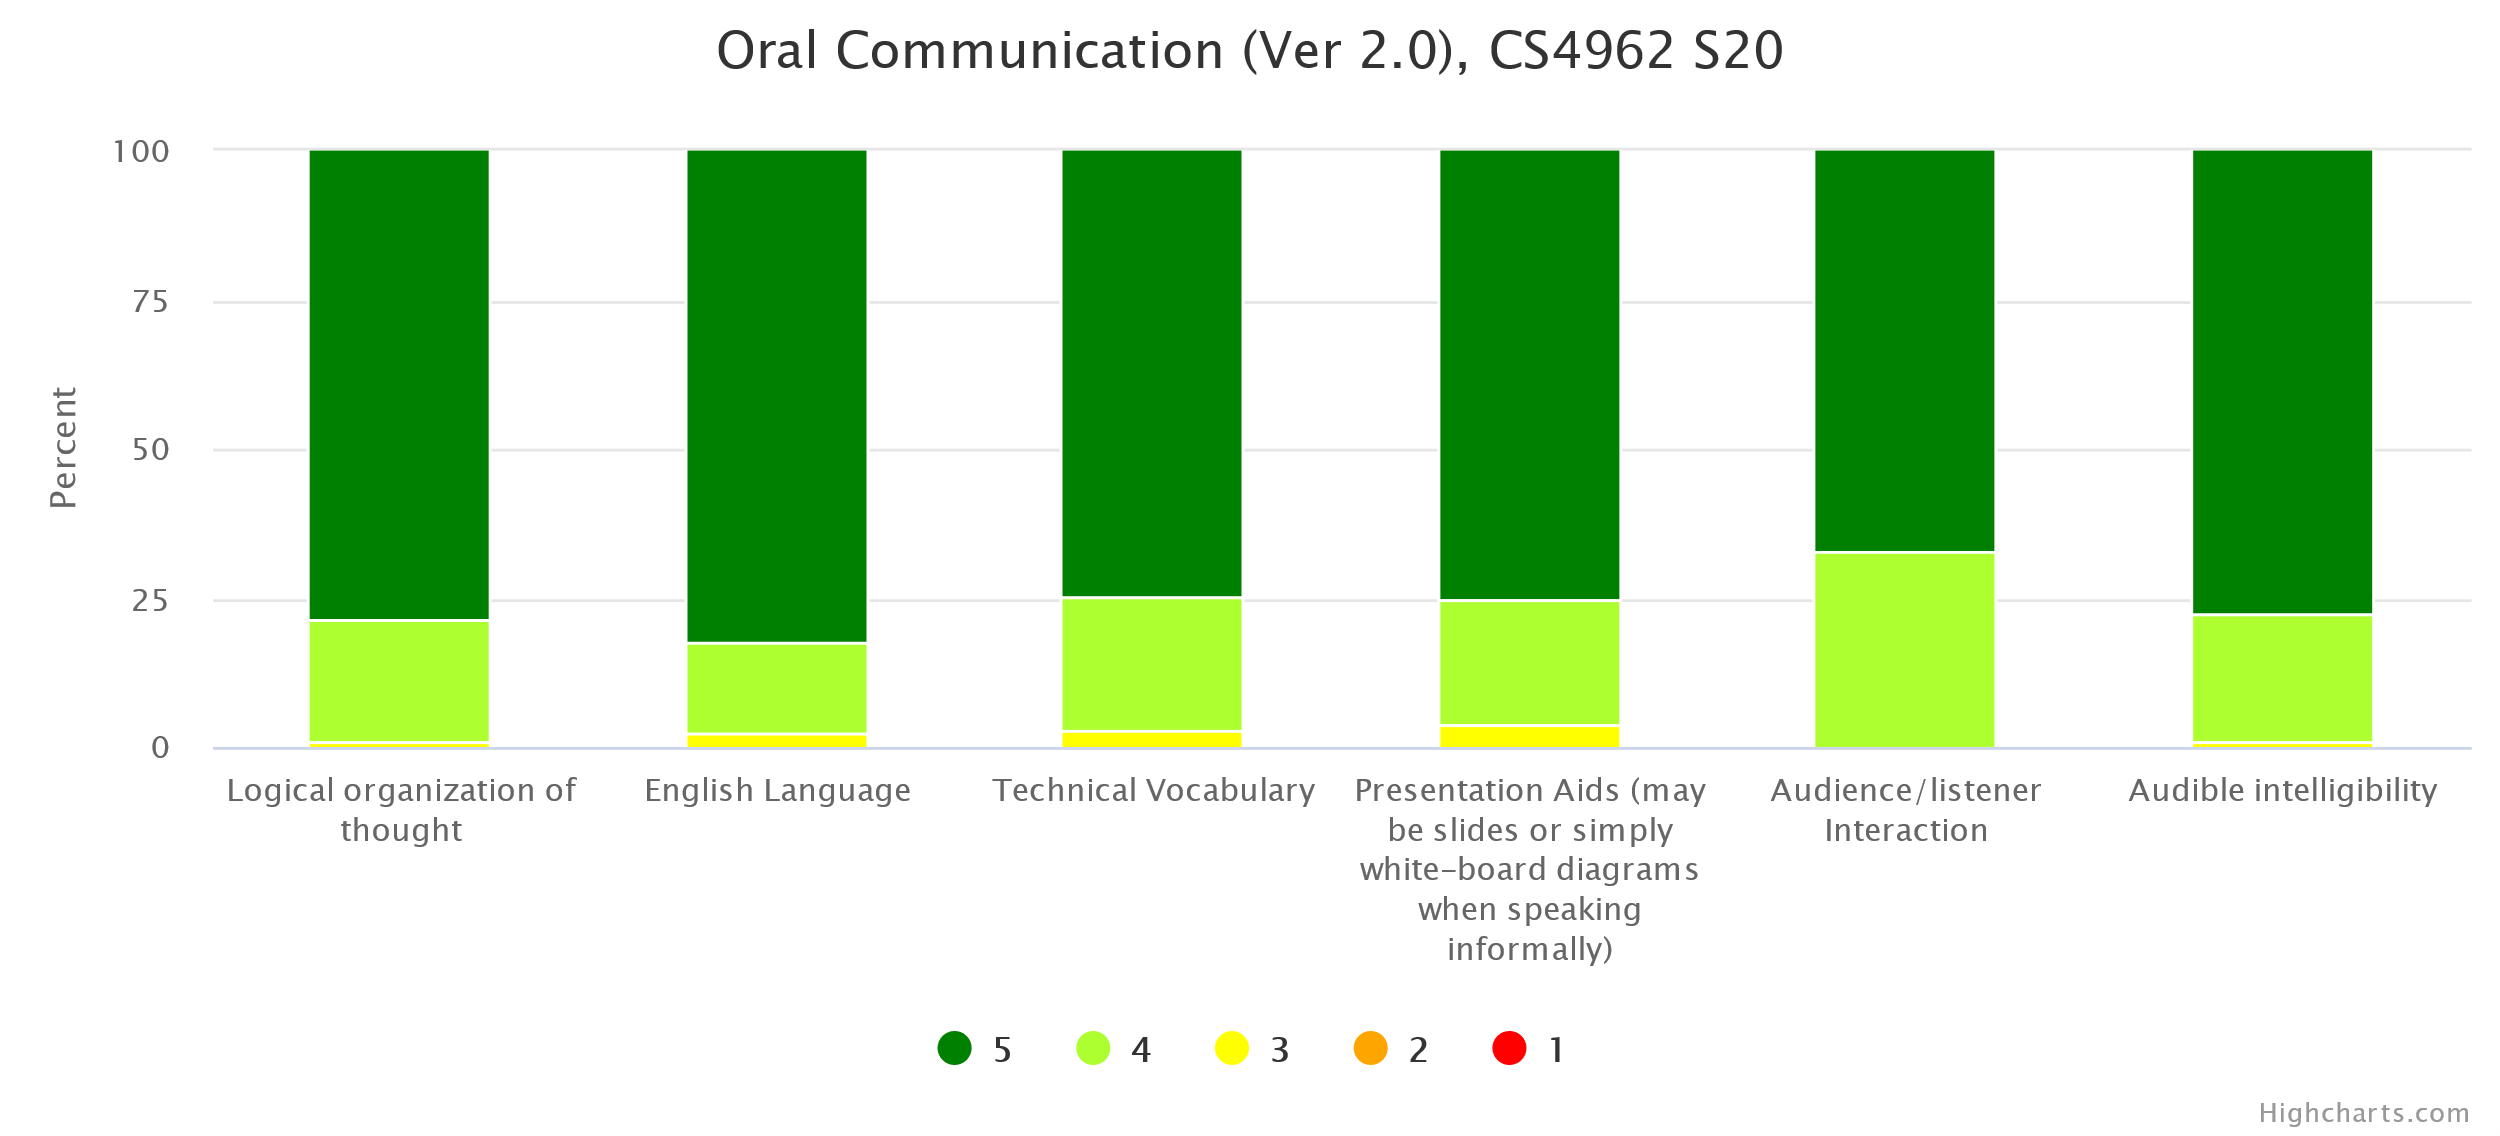 Oral Communication (Ver 2.0), CS4962 S20
100
75
50
25
0
Percent
Logical organization of
thought
English Language
Technical Vocabulary
Presentation Aids (may
be slides or simply
white-board diagrams
when speaking
informally)
Audience/listener
Interaction
Audible intelligibility
5 4 3 2 1
Highcharts.com